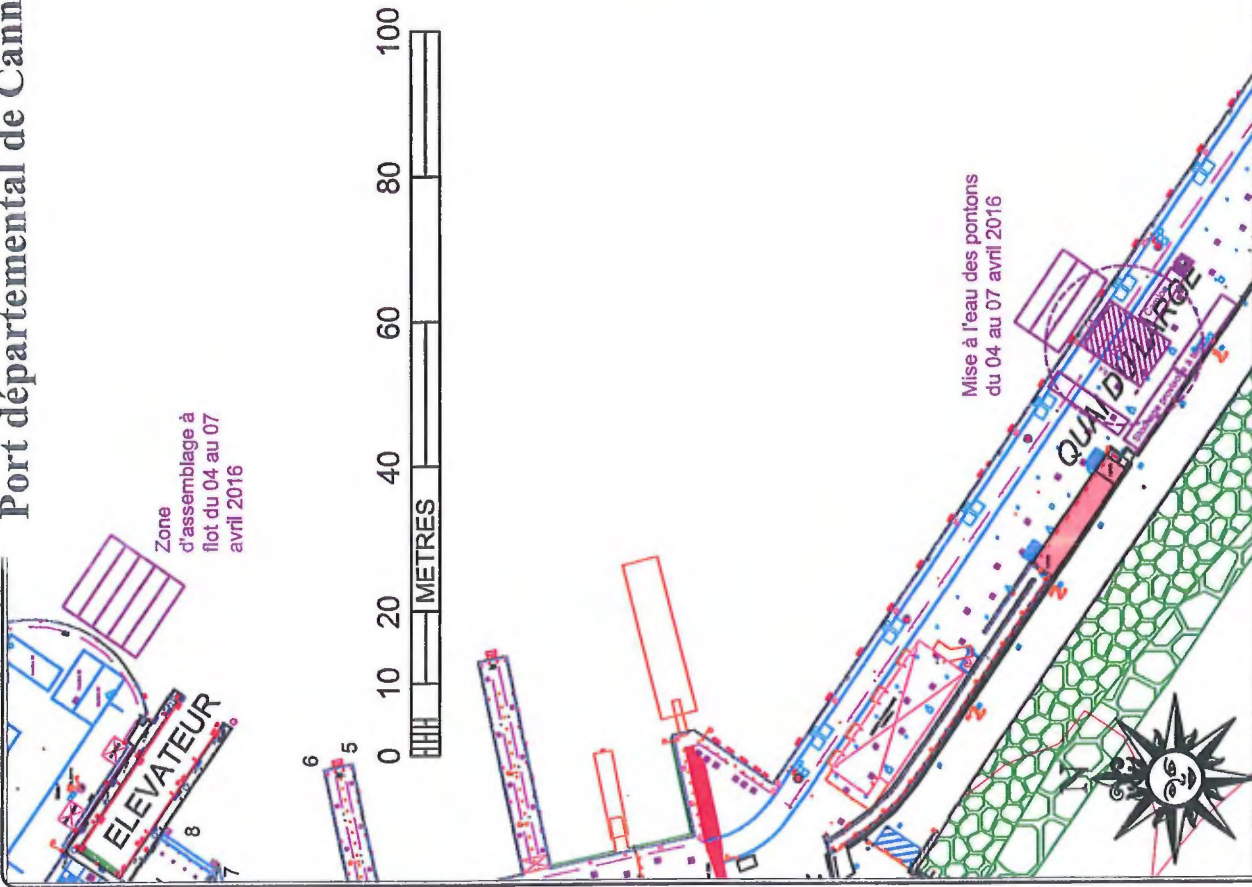 Port départemental de Cann
Zone
d'assemblage à
flot du 04 au 07
avril 2016
ELEVATEUR
8
7
6
5
0 10 20 40 60 80 100
METRES
Mise à l'eau des pontons
du 04 au 07 avril 2016
QUAI DU LARGE